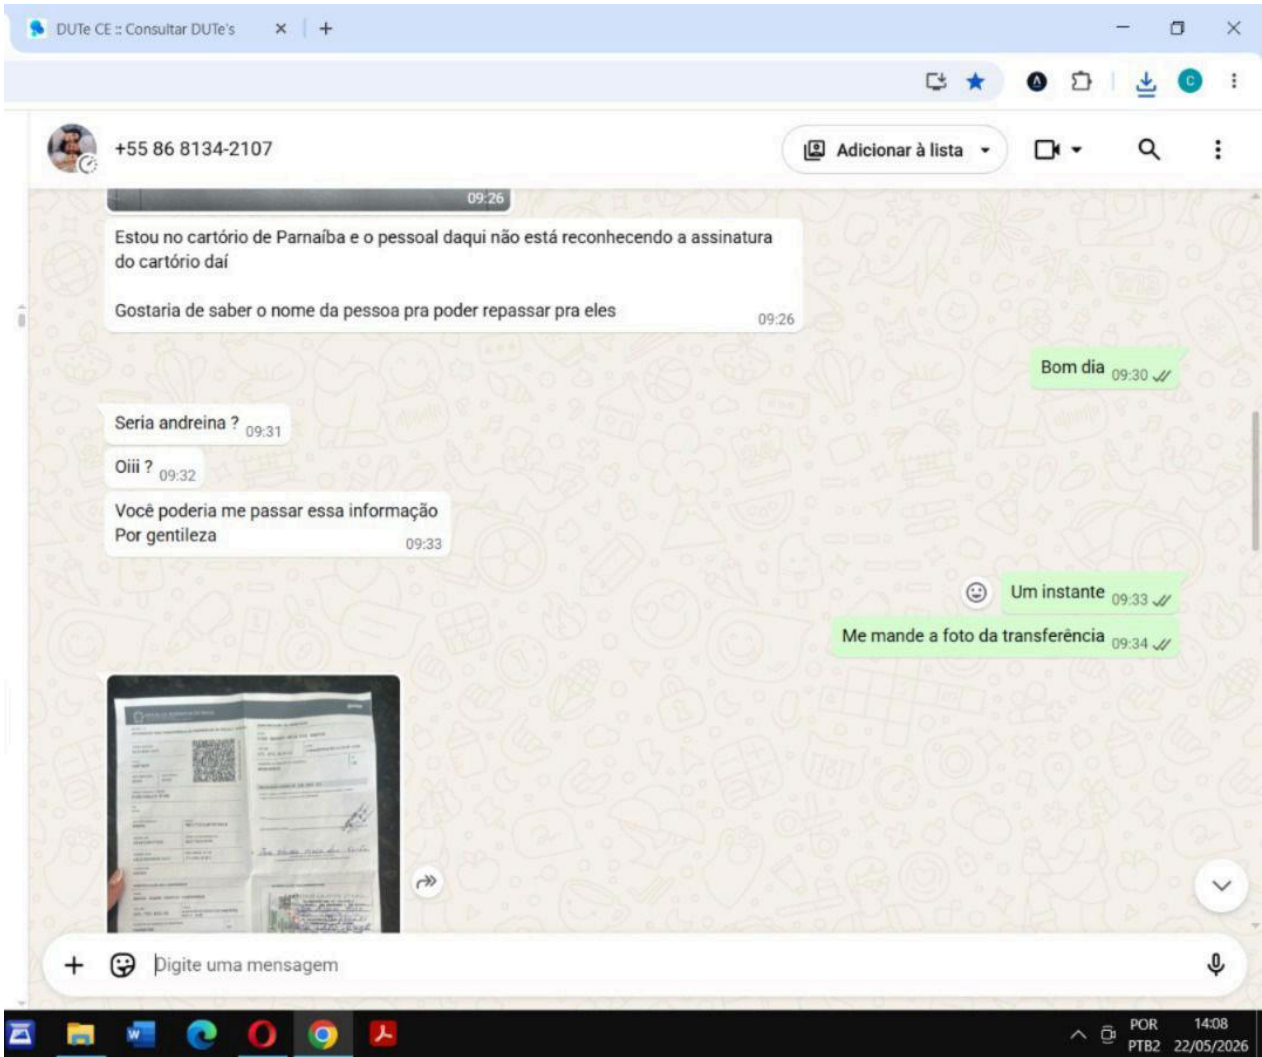 DUTe CE :: Consultar DUTe's
+55 86 8134-2107
Adicionar à lista
09:26
Estou no cartório de Parnaíba e o pessoal daqui não está reconhecendo a assinatura
do cartório daí
Gostaria de saber o nome da pessoa pra poder repassar pra eles
09:26
Bom dia 09:30
Seria andreina ? 09:31
Oiii ? 09:32
Você poderia me passar essa informação
Por gentileza
09:33
Um instante 09:33
Me mande a foto da transferência 09:34
Digite uma mensagem
POR
PTB2
14:08
22/05/2026